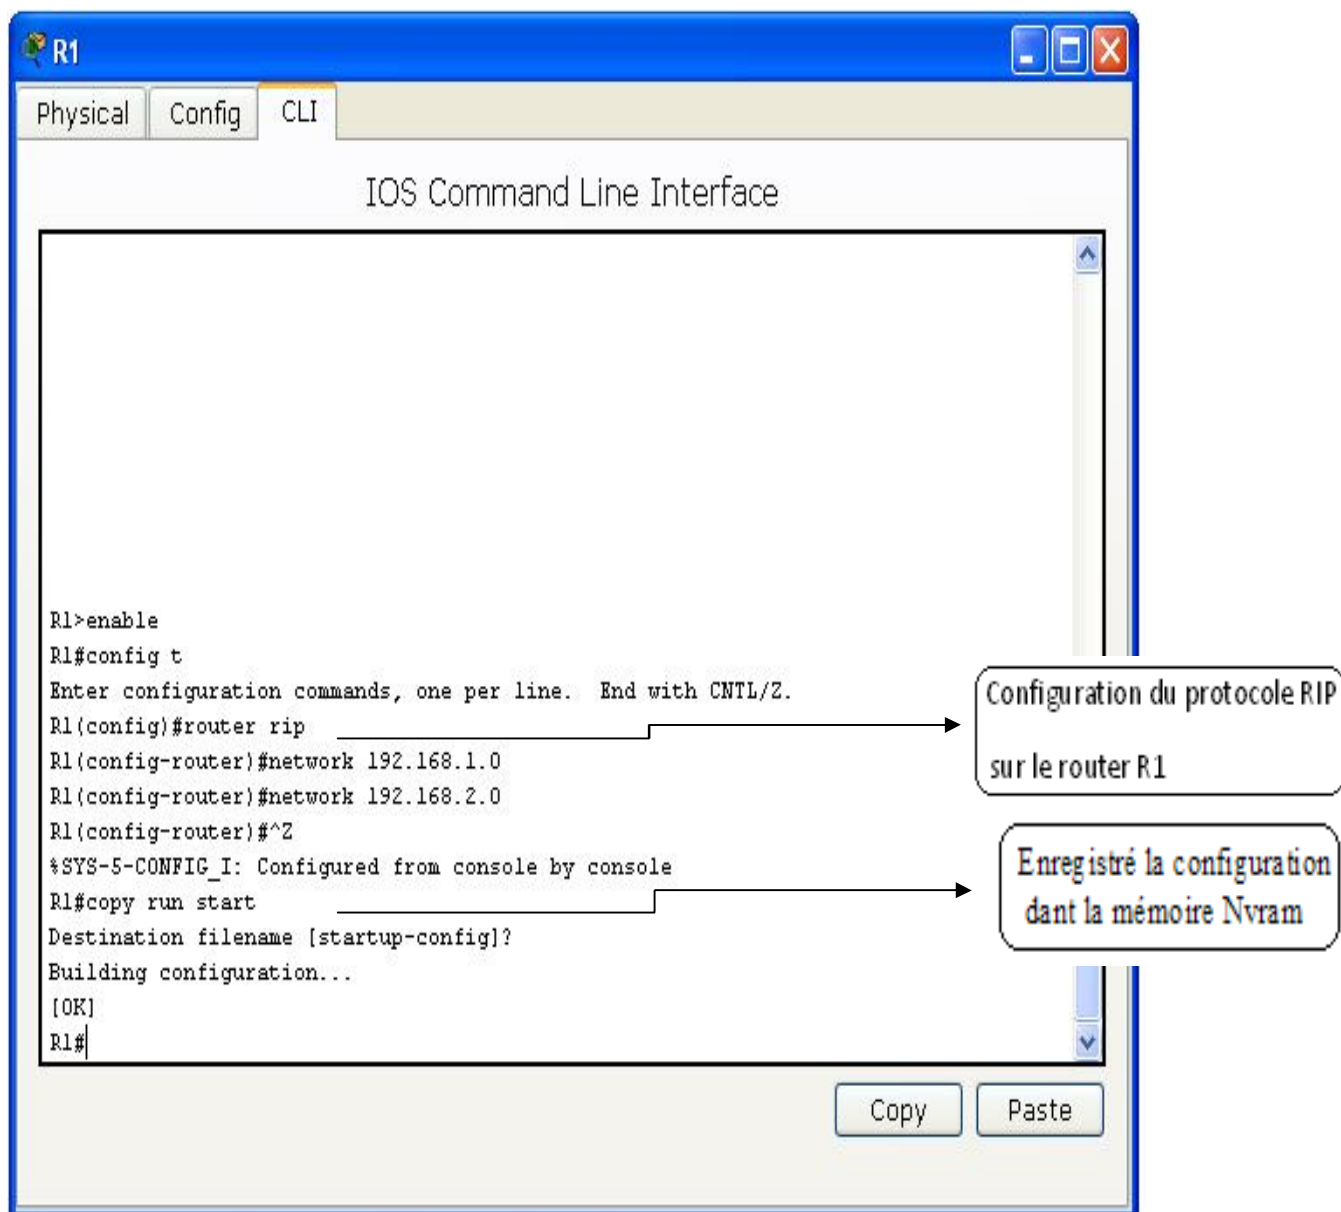 R1
Physical Config CLI
IOS Command Line Interface
R1>enable
R1#config t
Enter configuration commands, one per line.  End with CNTL/Z.
R1(config)#router rip
R1(config-router)#network 192.168.1.0
R1(config-router)#network 192.168.2.0
R1(config-router)#^Z
%SYS-5-CONFIG_I: Configured from console by console
R1#copy run start
Destination filename [startup-config]?
Building configuration...
[OK]
R1#
Configuration du protocole RIP
sur le router R1
Enregistré la configuration
dant la mémoire Nvram
Copy Paste